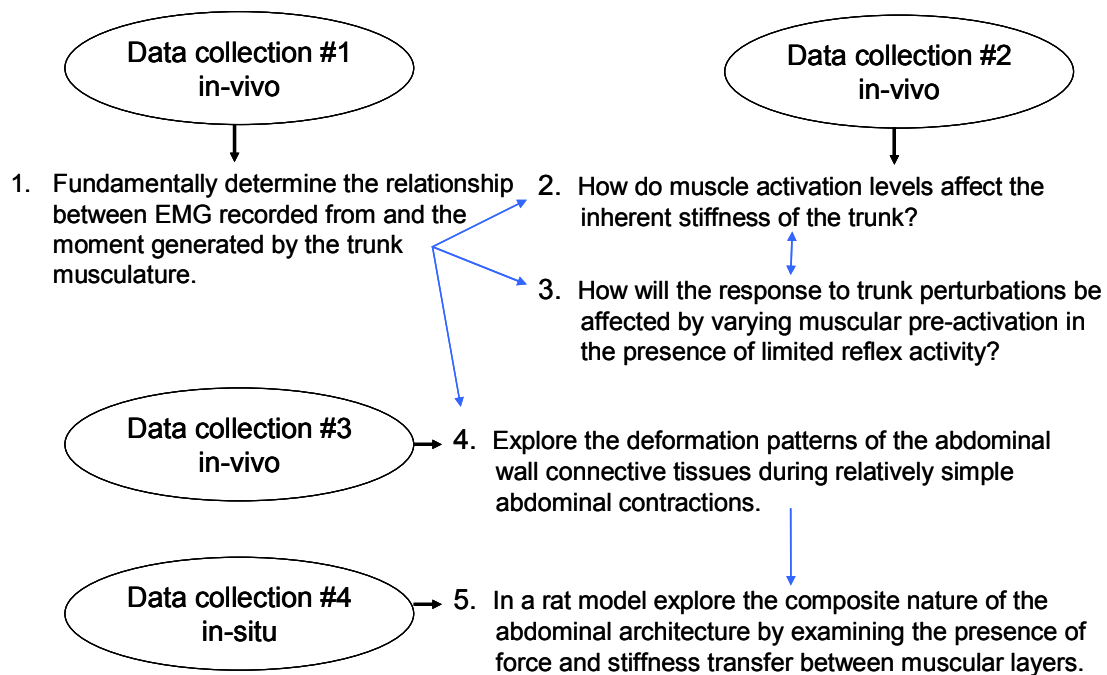 Data collection #1
in-vivo
Data collection #2
in-vivo
1. Fundamentally determine the relationship
between EMG recorded from and the
moment generated by the trunk
musculature.
2. How do muscle activation levels affect the
inherent stiffness of the trunk?
3. How will the response to trunk perturbations be
affected by varying muscular pre-activation in
the presence of limited reflex activity?
Data collection #3
in-vivo
4. Explore the deformation patterns of the abdominal
wall connective tissues during relatively simple
abdominal contractions.
Data collection #4
in-situ
5. In a rat model explore the composite nature of the
abdominal architecture by examining the presence of
force and stiffness transfer between muscular layers.